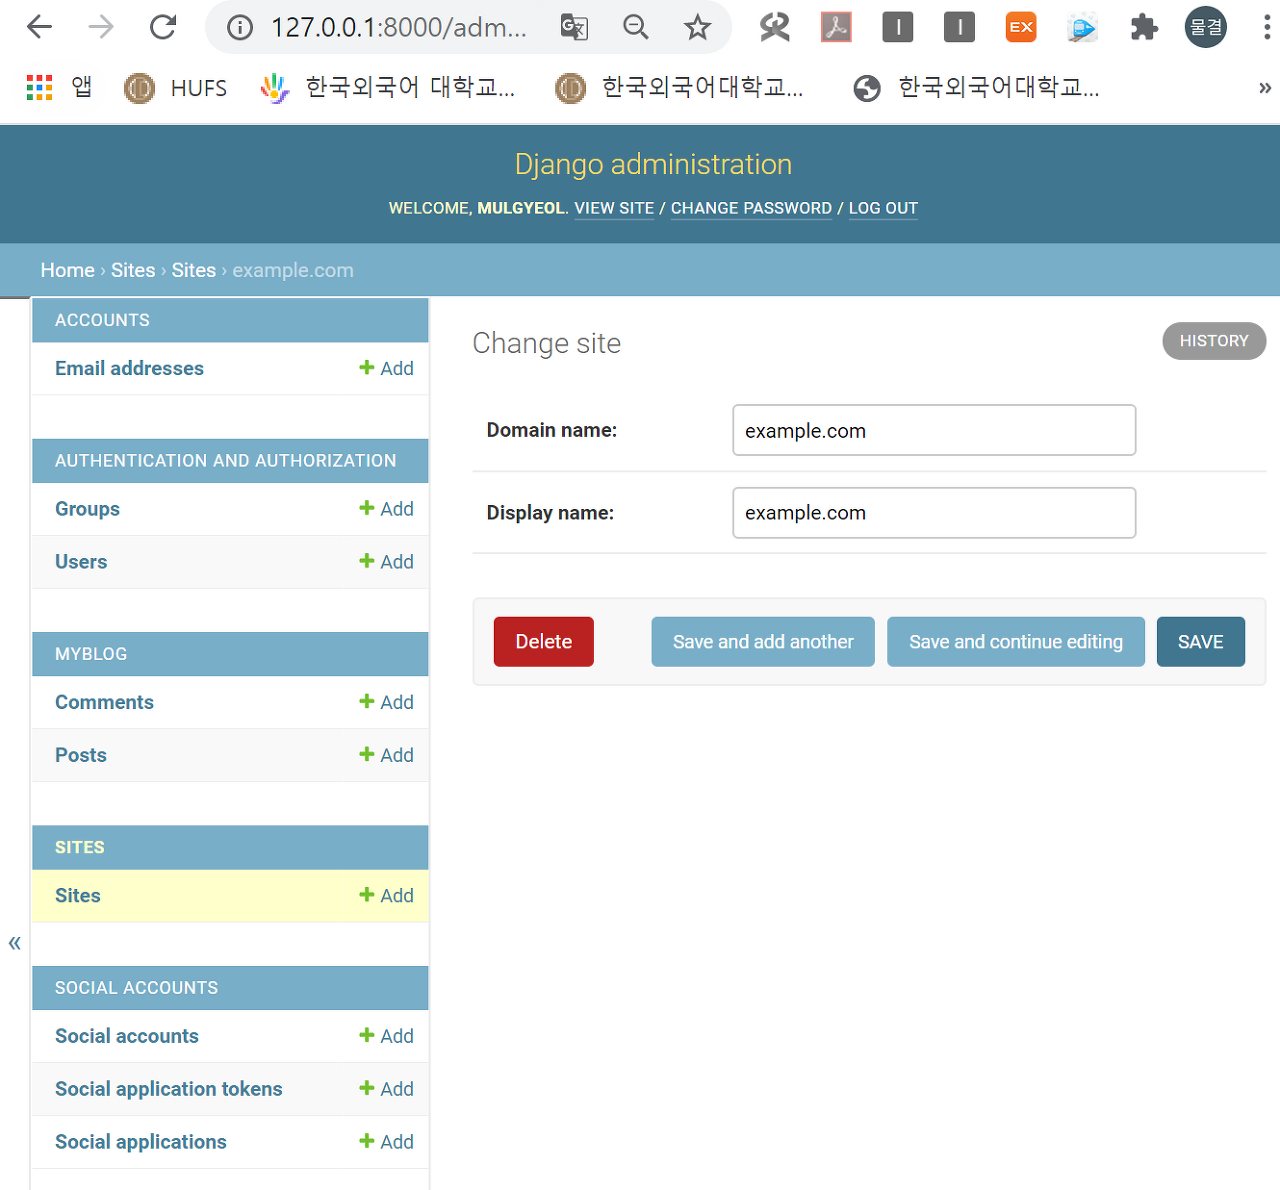 127.0.0.1:8000/adm...
EX
물결
앱
HUFS
한국외국어 대학교...
한국외국어대학교...
한국외국어대학교...
»
Django administration
WELCOME, MULGYEOL. VIEW SITE / CHANGE PASSWORD / LOG OUT
Home › Sites › Sites › example.com
ACCOUNTS
Email addresses + Add
AUTHENTICATION AND AUTHORIZATION
Groups + Add
Users + Add
MYBLOG
Comments + Add
Posts + Add
SITES
Sites + Add
«
SOCIAL ACCOUNTS
Social accounts + Add
Social application tokens + Add
Social applications + Add
Change site
HISTORY
Domain name: example.com
Display name: example.com
Delete
Save and add another
Save and continue editing
SAVE